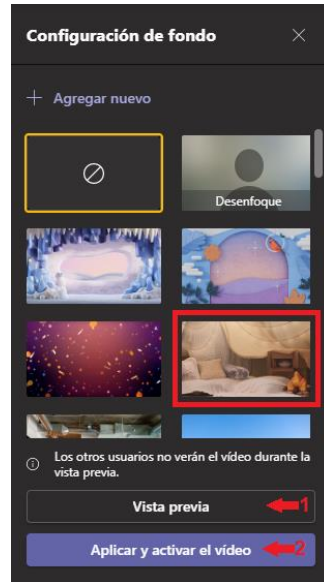 Configuración de fondo
Agregar nuevo
Desenfoque
Los otros usuarios no verán el vídeo durante la
vista previa.
Vista previa
1
Aplicar y activar el vídeo
2